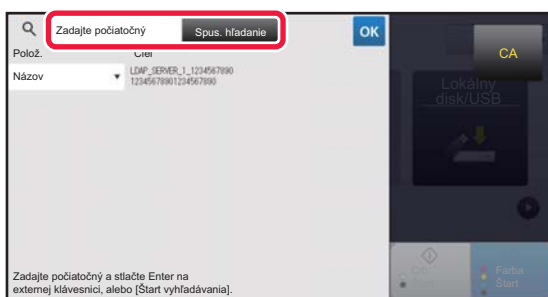 Zadajte počiatočný
Spus. hľadanie
OK
CA
Polož.
Cieľ
Názov
LDAP_SERVER_1_1234567890
12345678901234567890
Lokálny
disk/USB
Farba
Štart
Zadajte počiatočný a stlačte Enter na
externej klávesnici, alebo [Štart vyhľadávania].